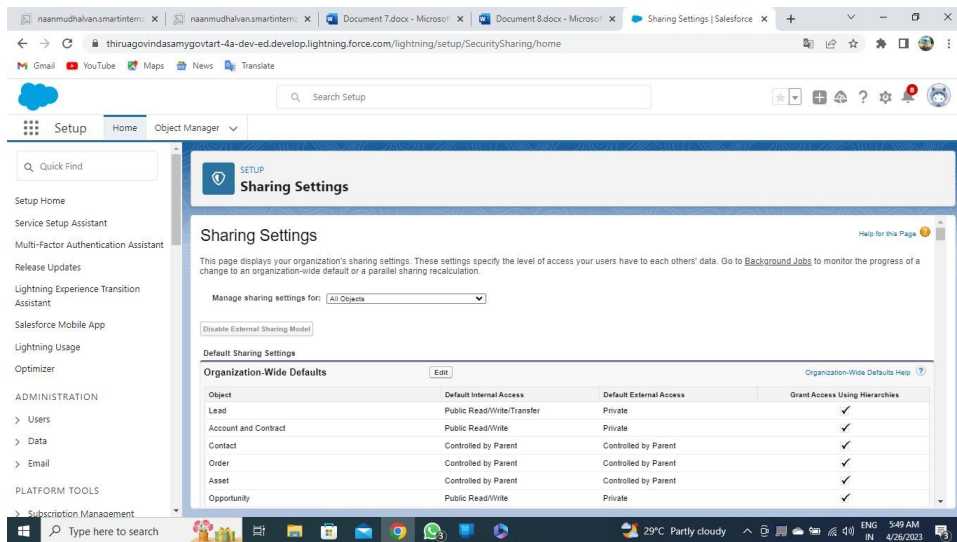 naanmudhalvan.smartintern
naanmudhalvan.smartintern
Document 7.docx - Microsof
Document 8.docx - Microsof
Sharing Settings | Salesforce
thiruagovindasamygovtart-4a-dev-ed.develop.lightning.force.com/lightning/setup/SecuritySharing/home
Gmail YouTube Maps News Translate
Search Setup
Setup Home Object Manager
Quick Find
Setup Home
Service Setup Assistant
Multi-Factor Authentication Assistant
Release Updates
Lightning Experience Transition
Assistant
Salesforce Mobile App
Lightning Usage
Optimizer
ADMINISTRATION
Users
Data
Email
PLATFORM TOOLS
Subscription Management
SETUP
Sharing Settings
Sharing Settings
Help for this Page
This page displays your organization's sharing settings. These settings specify the level of access your users have to each others' data. Go to Background Jobs to monitor the progress of a
change to an organization-wide default or a parallel sharing recalculation.
Manage sharing settings for: All Objects
Disable External Sharing Model
Default Sharing Settings
Organization-Wide Defaults Edit Organization-Wide Defaults Help ?
Object Default Internal Access Default External Access Grant Access Using Hierarchies
Lead Public Read/Write/Transfer Private ✓
Account and Contract Public Read/Write Private ✓
Contact Controlled by Parent Controlled by Parent ✓
Order Controlled by Parent Controlled by Parent ✓
Asset Controlled by Parent Controlled by Parent ✓
Opportunity Public Read/Write Private ✓
Type here to search
29°C Partly cloudy
ENG
IN
5:49 AM
4/26/2023